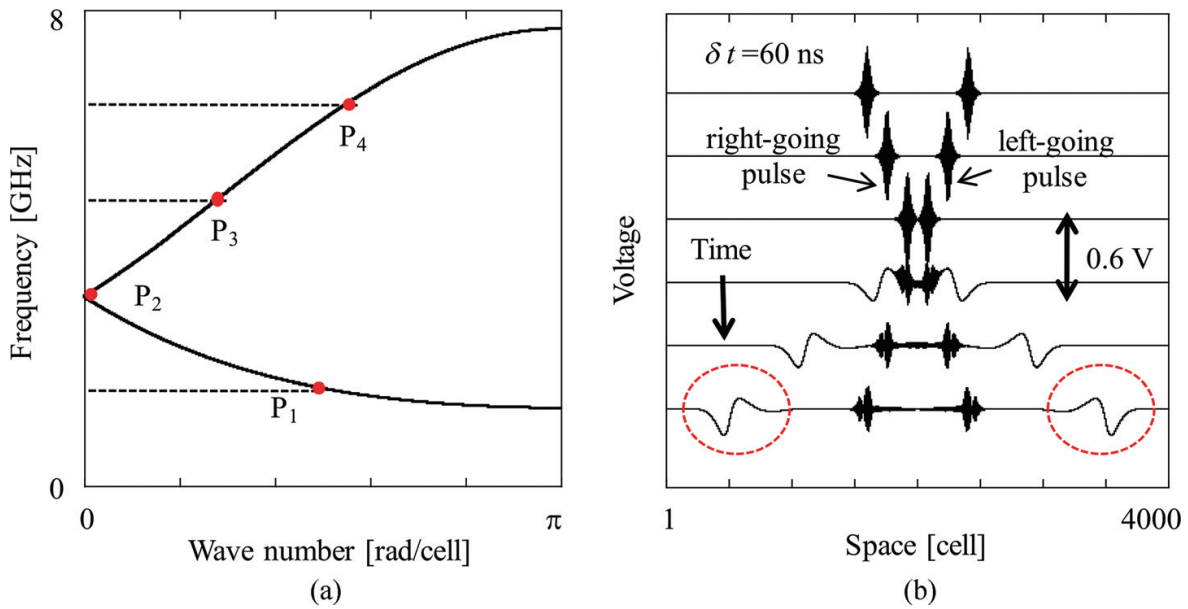 8
Frequency [GHz]
P4
P3
P2
P1
0
0
π
Wave number [rad/cell]
(a)
δt=60 ns
right-going
pulse
left-going
pulse
Time
0.6 V
Voltage
1
4000
Space [cell]
(b)